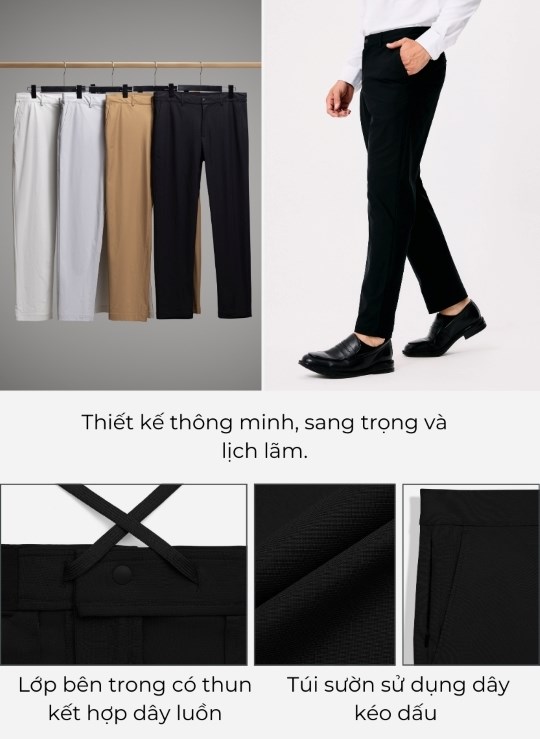 Thiết kế thông minh, sang trọng và
lịch lãm.
Lớp bên trong có thun
kết hợp dây luồn
Túi sườn sử dụng dây
kéo dấu